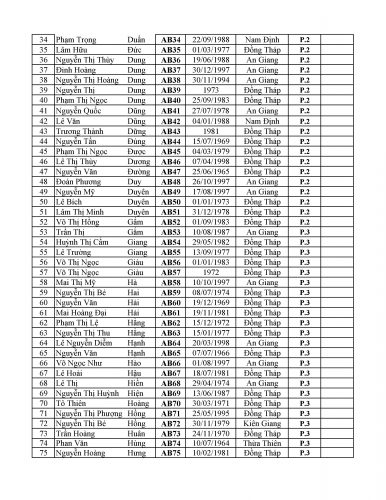 34 Phạm Trọng Duẩn AB34 22/09/1988 Nam Định P.2
35 Lâm Hữu Đức AB35 01/03/1977 Đồng Tháp P.2
36 Nguyễn Thị Thùy Dung AB36 19/06/1988 An Giang P.2
37 Đinh Hoàng Dung AB37 30/12/1997 An Giang P.2
38 Nguyễn Thị Hoàng Dung AB38 30/11/1994 An Giang P.2
39 Nguyễn Thị Dung AB39 1973 Đồng Tháp P.2
40 Phạm Thị Ngọc Dung AB40 25/09/1983 Đồng Tháp P.2
41 Nguyễn Quốc Dũng AB41 27/07/1978 An Giang P.2
42 Lê Văn Dũng AB42 04/01/1988 Nam Định P.2
43 Trương Thành Dững AB43 1981 Đồng Tháp P.2
44 Nguyễn Tấn Đúng AB44 15/07/1969 Đồng Tháp P.2
45 Phạm Thị Ngọc Được AB45 04/03/1979 Đồng Tháp P.2
46 Lê Thị Thùy Dương AB46 07/04/1998 Đồng Tháp P.2
47 Nguyễn Văn Dưỡng AB47 25/06/1965 Đồng Tháp P.2
48 Đoàn Phương Duy AB48 26/10/1997 An Giang P.2
49 Nguyễn Mỹ Duyên AB49 17/08/1997 An Giang P.2
50 Lê Bích Duyên AB50 01/01/1973 Đồng Tháp P.2
51 Lâm Thị Minh Duyên AB51 31/12/1978 Đồng Tháp P.2
52 Võ Thị Hồng Gấm AB52 01/09/1983 Đồng Tháp P.2
53 Trần Thị Gấm AB53 10/08/1987 An Giang P.3
54 Huỳnh Thị Cẩm Giang AB54 29/05/1982 Đồng Tháp P.3
55 Lê Trường Giang AB55 13/09/1977 Đồng Tháp P.3
56 Võ Thị Ngọc Giàu AB56 01/01/1983 Đồng Tháp P.3
57 Võ Thị Ngọc Giàu AB57 1972 Đồng Tháp P.3
58 Mai Thị Mỹ Hà AB58 10/10/1997 An Giang P.3
59 Nguyễn Thị Bé Hai AB59 08/07/1974 Đồng Tháp P.3
60 Nguyễn Văn Hải AB60 19/12/1969 Đồng Tháp P.3
61 Mai Hoàng Đại Hải AB61 19/11/1981 Đồng Tháp P.3
62 Phạm Thị Lệ Hằng AB62 15/12/1972 Đồng Tháp P.3
63 Nguyễn Thị Thu Hằng AB63 15/01/1977 Đồng Tháp P.3
64 Lê Nguyễn Diễm Hạnh AB64 20/03/1998 An Giang P.3
65 Nguyễn Văn Hạnh AB65 07/07/1966 Đồng Tháp P.3
66 Võ Ngọc Như Hảo AB66 01/08/1997 An Giang P.3
67 Lê Hoài Hậu AB67 18/07/1981 Đồng Tháp P.3
68 Lê Thị Hiền AB68 29/04/1974 An Giang P.3
69 Nguyễn Thị Huỳnh Hiện AB69 13/06/1987 Đồng Tháp P.3
70 Tô Thiên Hoàng AB70 30/03/1971 Đồng Tháp P.3
71 Nguyễn Thị Phượng Hồng AB71 25/05/1995 Đồng Tháp P.3
72 Nguyễn Thị Bé Hồng AB72 30/11/1979 Kiên Giang P.3
73 Trần Hoàng Huấn AB73 24/11/1970 Đồng Tháp P.3
74 Phan Văn Hùng AB74 10/07/1964 Thừa Thiên P.3
75 Nguyễn Hoàng Hưng AB75 10/02/1981 Đồng Tháp P.3